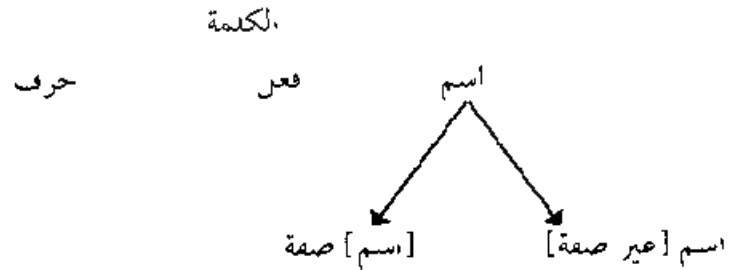 الكلمة
اسم فعل حرف
اسم [غير صفة] [اسم] صفة